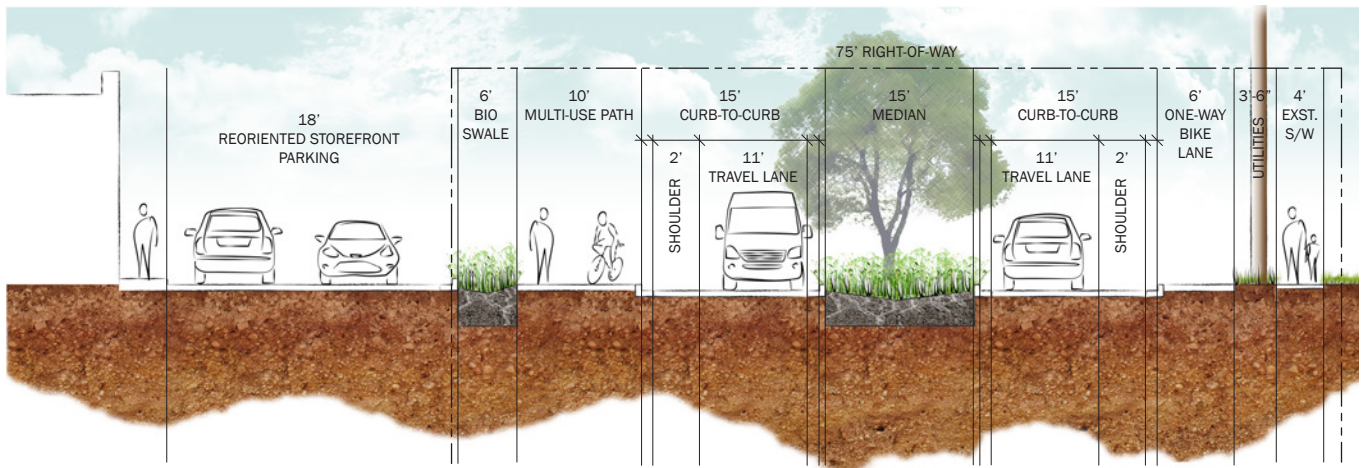 75' RIGHT-OF-WAY
18'
REORIENTED STOREFRONT
PARKING
6'
BIO
SWALE
10'
MULTI-USE PATH
15'
CURB-TO-CURB
2'
SHOULDER
11'
TRAVEL LANE
15'
MEDIAN
15'
CURB-TO-CURB
11'
TRAVEL LANE
2'
SHOULDER
6'
ONE-WAY
BIKE
LANE
3'-6"
UTILITIES
4'
EXST.
S/W